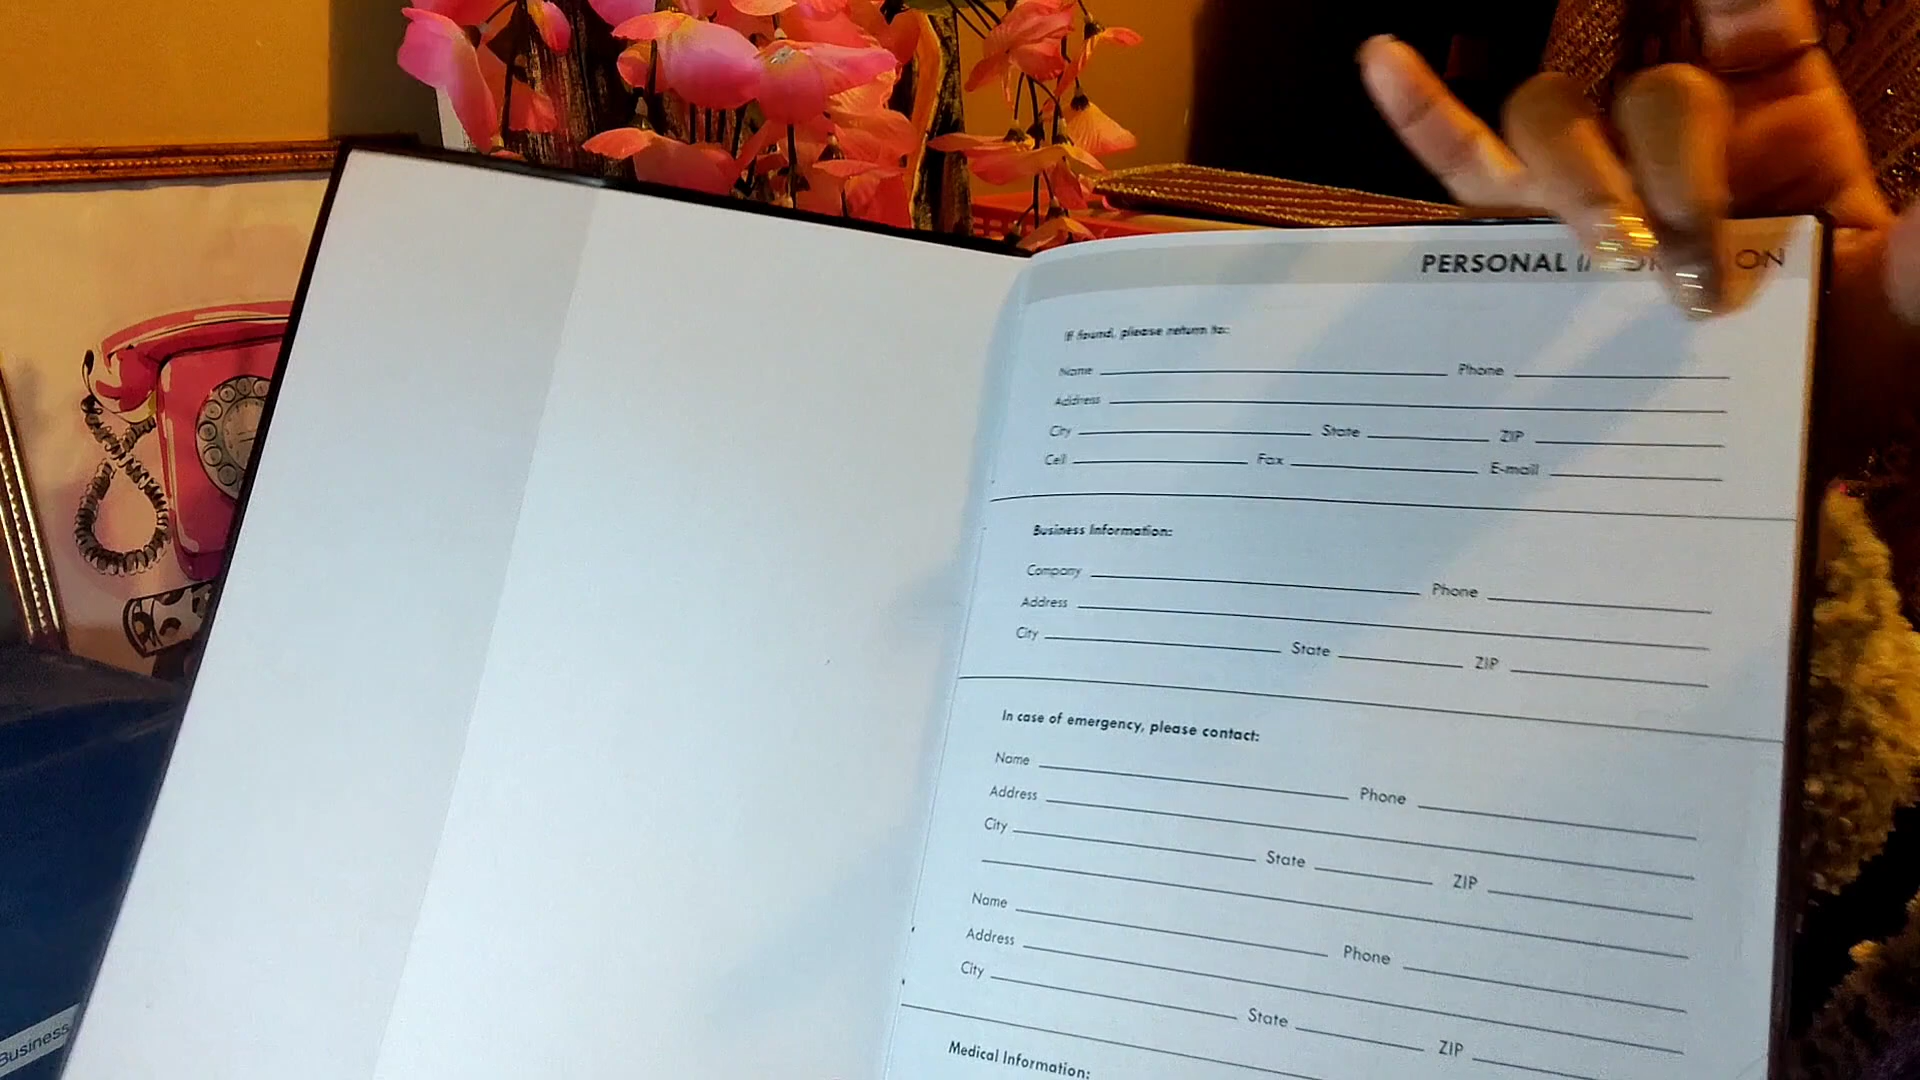 PERSONAL ON
If found, please return to:
Name Phone
Address
City State ZIP
Cell Fax E-mail
Business Information:
Company Phone
Address
City State ZIP
In case of emergency, please contact:
Name Phone
Address
City State ZIP
Name Phone
Address
City State ZIP
Medical Information:
Business